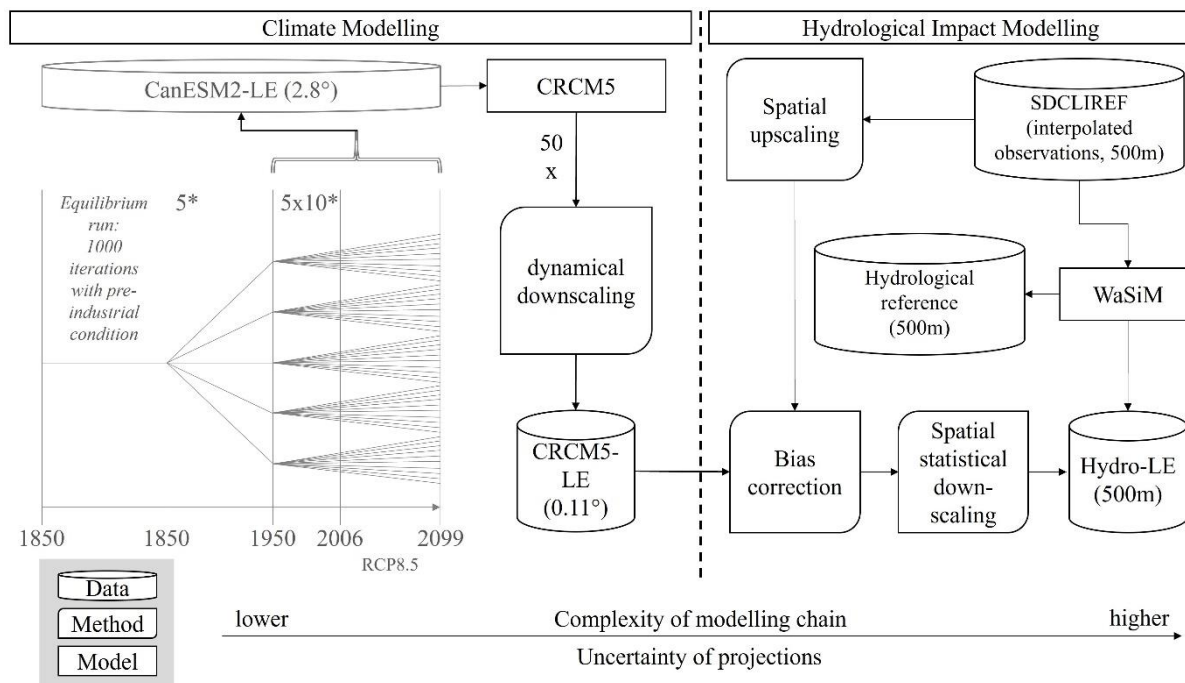 Climate Modelling
Hydrological Impact Modelling
CanESM2-LE (2.8°)
CRCM5
50
x
Equilibrium
run:
1000
iterations
with pre-
industrial
condition
5*
5x10*
dynamical
downscaling
CRCM5-
LE
(0.11°)
1850
1850
1950
2006
2099
RCP8.5
Spatial
upscaling
SDCLIREF
(interpolated
observations, 500m)
Hydrological
reference
(500m)
WaSiM
Bias
correction
Spatial
statistical
down-
scaling
Hydro-LE
(500m)
Data
Method
Model
lower
Complexity of modelling chain
higher
Uncertainty of projections